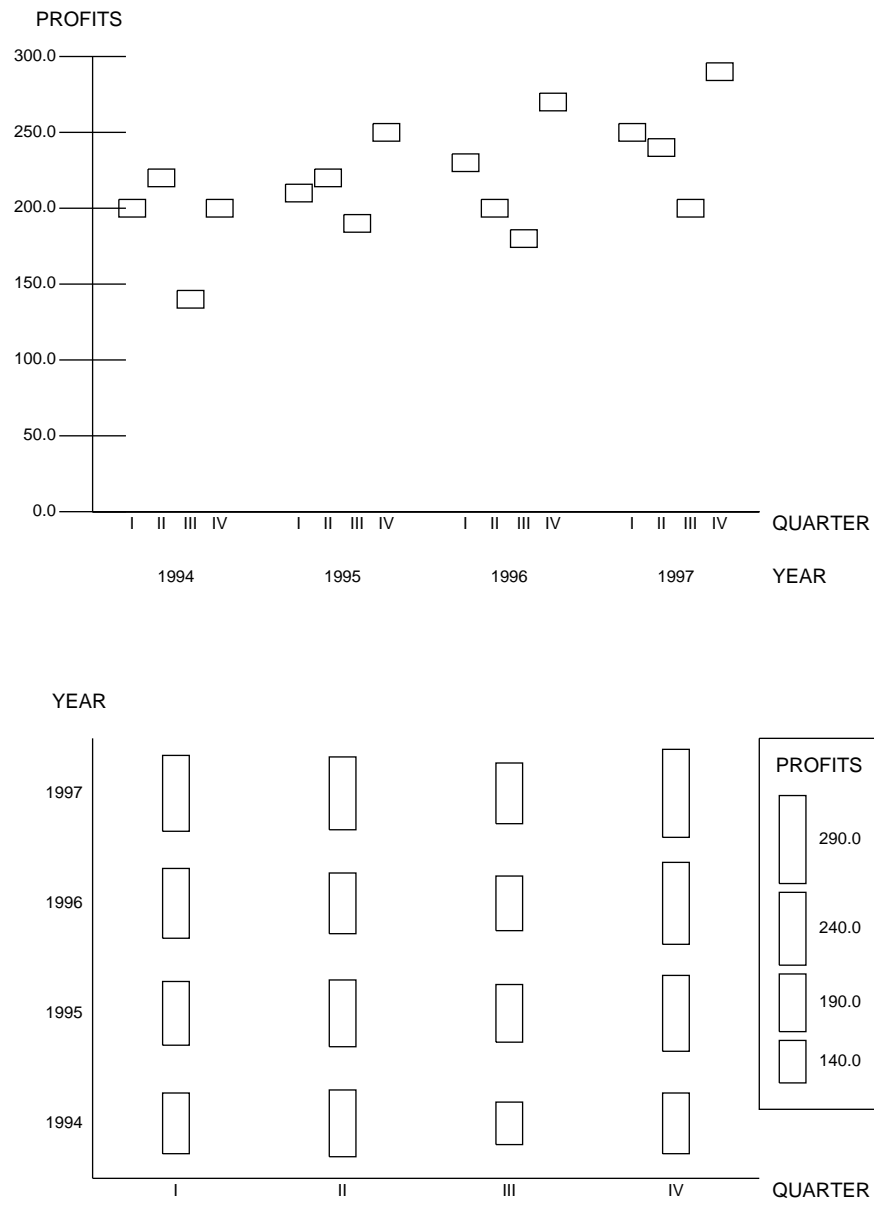 PROFITS
300.0
250.0
200.0
150.0
100.0
50.0
0.0
I II III IV I II III IV I II III IV I II III IV QUARTER
1994 1995 1996 1997 YEAR
YEAR
PROFITS
1997
290.0
1996
240.0
1995
190.0
140.0
1994
I II III IV QUARTER